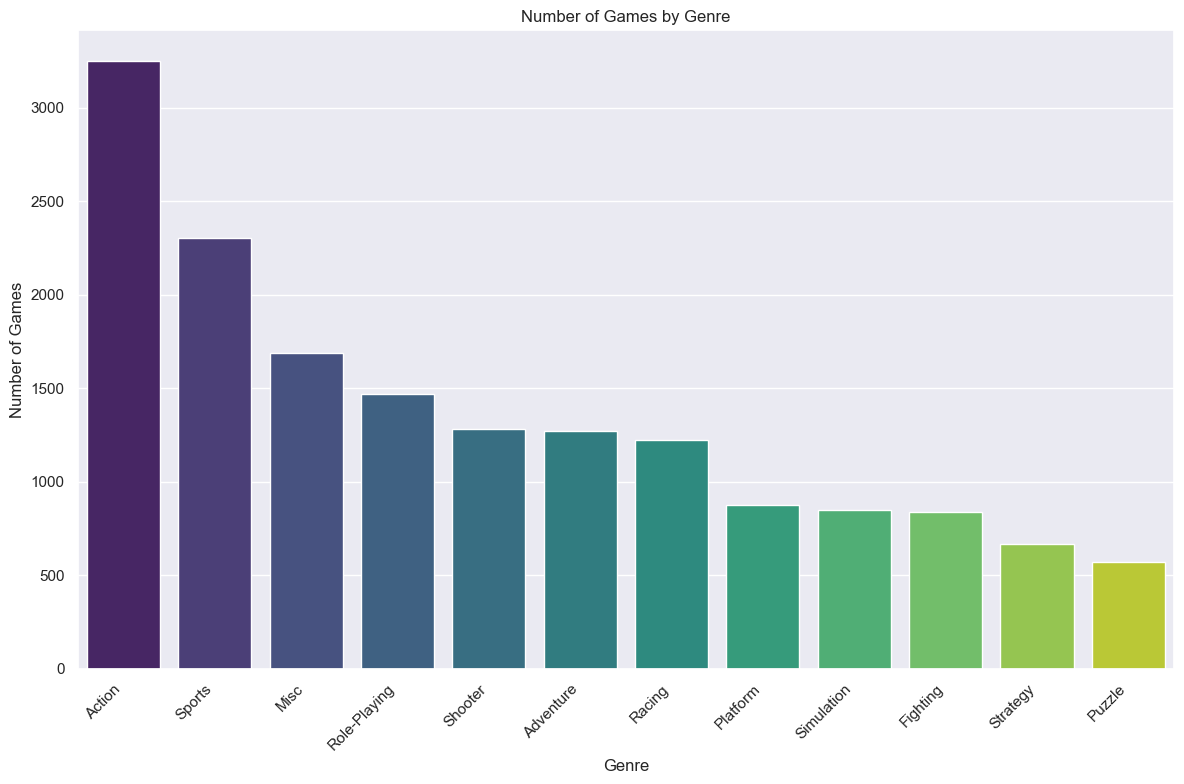 Number of Games by Genre
Number of Games
3000
2500
2000
1500
1000
500
0
Action
Sports
Misc
Role-Playing
Shooter
Adventure
Racing
Platform
Simulation
Fighting
Strategy
Puzzle
Genre